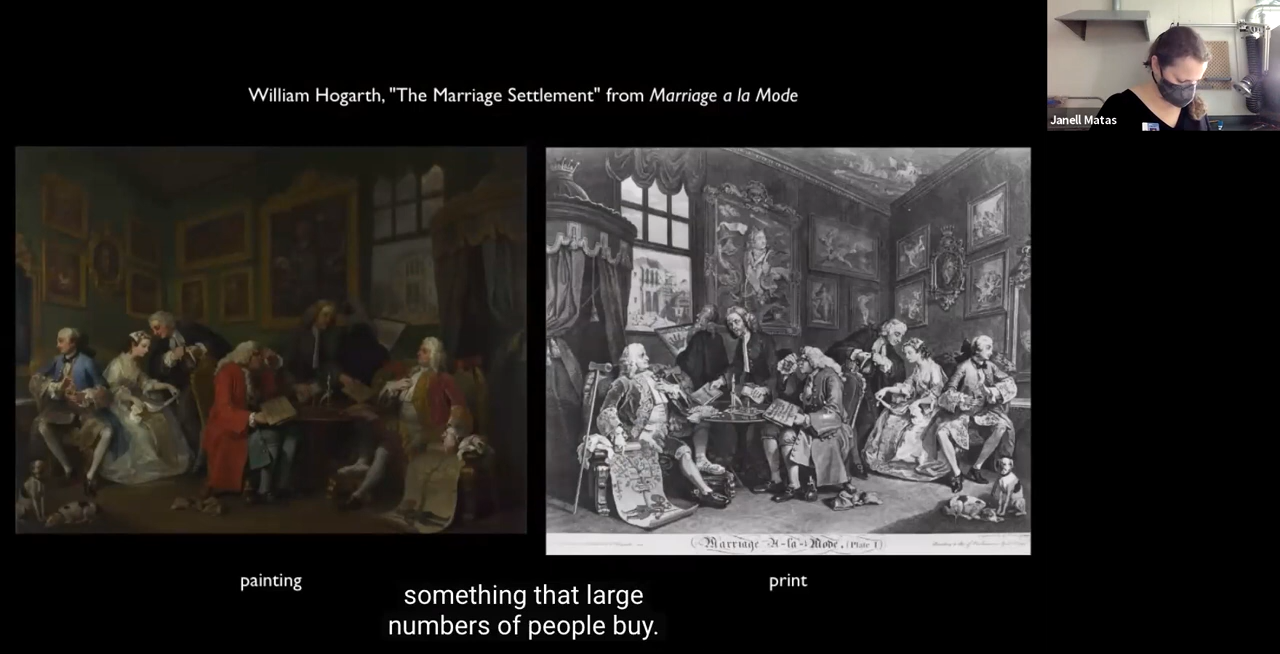 William Hogarth, "The Marriage Settlement" from Marriage a la Mode
Janell Matas
Marriage A-la-Mode, (Plate I)
painting
print
something that large
numbers of people buy.